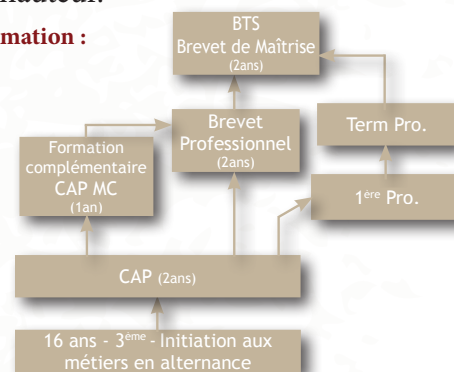 hauteur.
mation :
BTS
Brevet de Maîtrise
(2ans)
Brevet
Professionnel
(2ans)
Term Pro.
Formation
complémentaire
CAP MC
(1an)
1ère Pro.
CAP (2ans)
16 ans - 3ème - Initiation aux
métiers en alternance